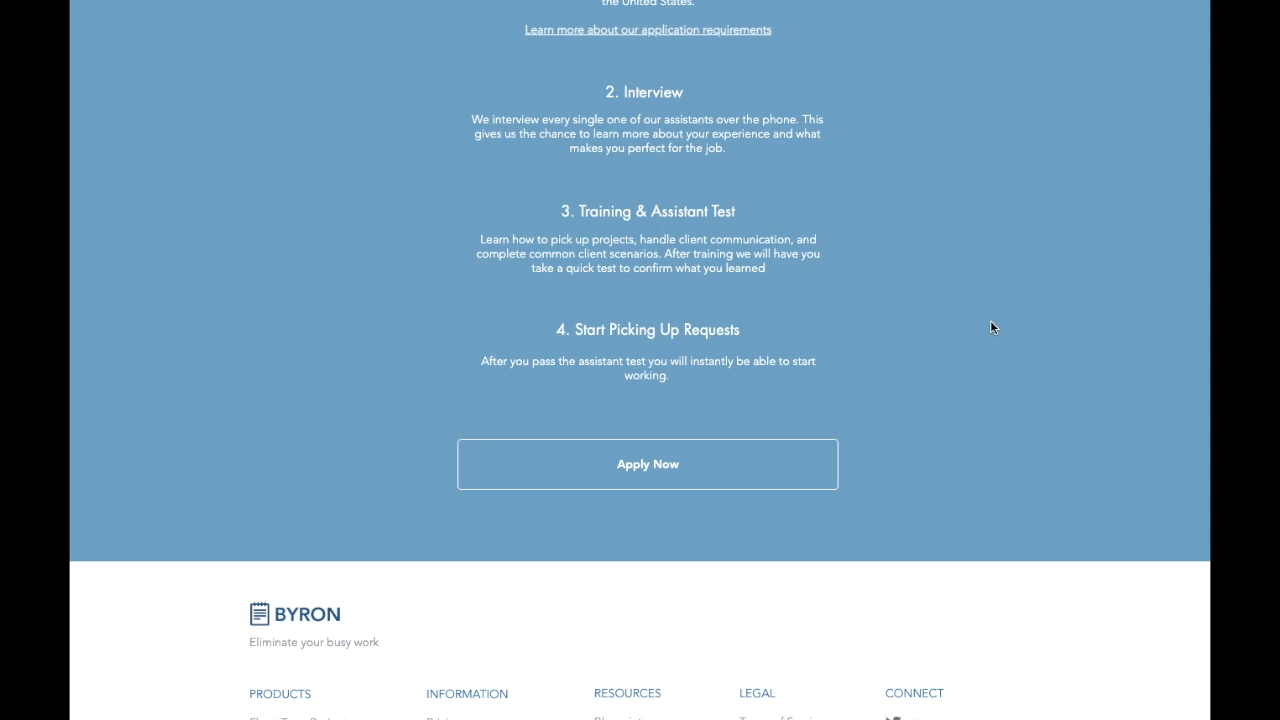 the United States.
Learn more about our application requirements
2. Interview
We interview every single one of our assistants over the phone. This
gives us the chance to learn more about your experience and what
makes you perfect for the job.
3. Training & Assistant Test
Learn how to pick up projects, handle client communication, and
complete common client scenarios. After training we will have you
take a quick test to confirm what you learned
4. Start Picking Up Requests
After you pass the assistant test you will instantly be able to start
working.
Apply Now
BYRON
Eliminate your busy work
PRODUCTS INFORMATION RESOURCES LEGAL CONNECT